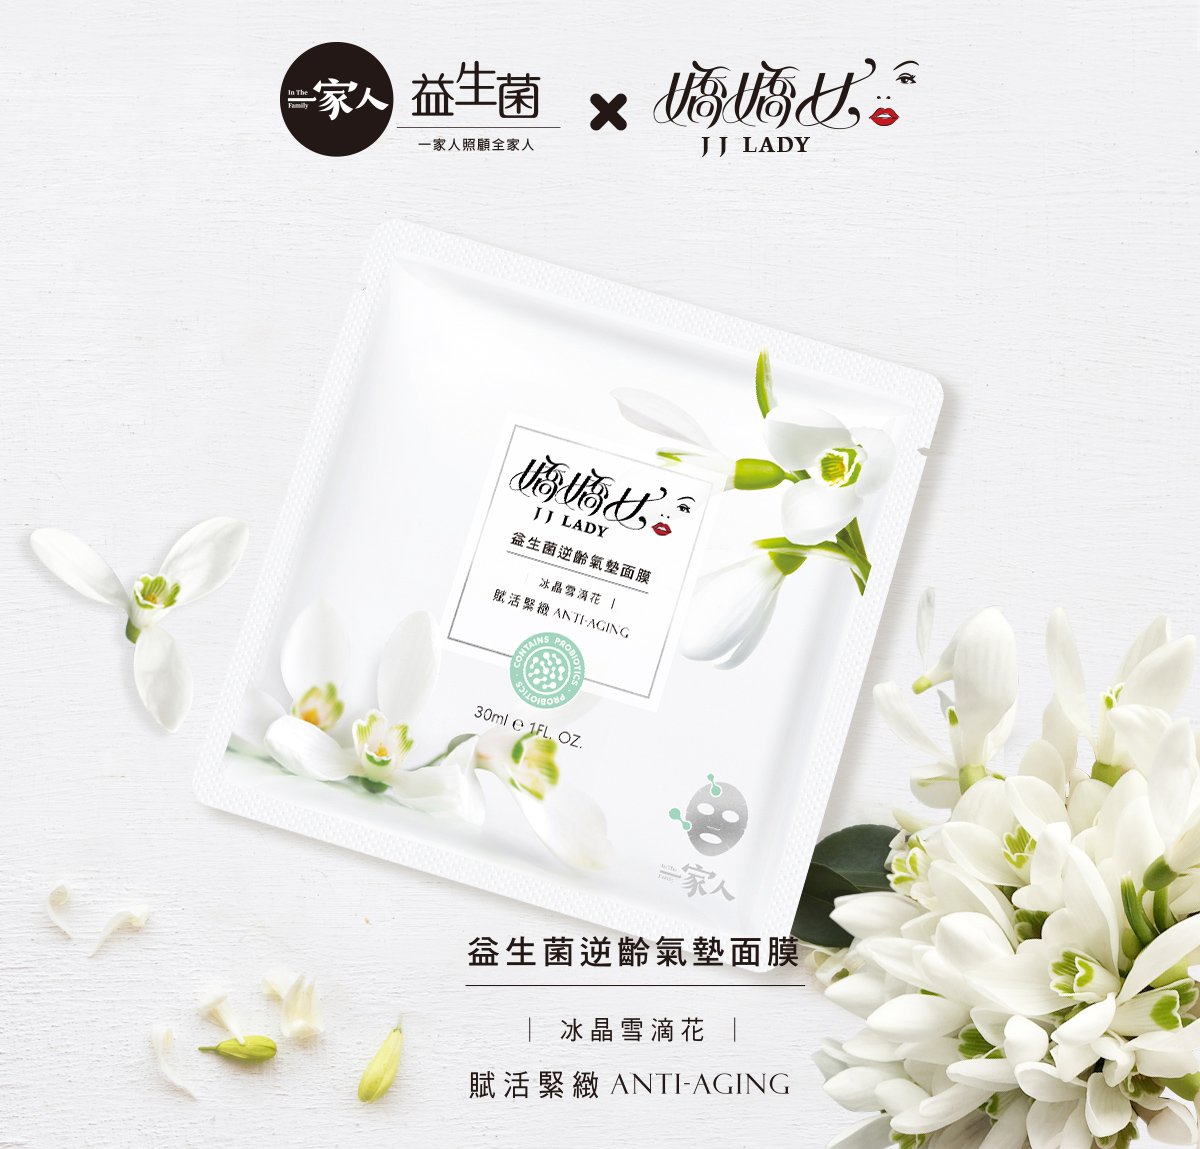 In The
Family
一家人
益生菌
一家人照顧全家人
×
嬌嬌女
JJ LADY
嬌嬌女
JJ LADY
益生菌逆齡氣墊面膜
冰晶雪滴花 |
賦活緊緻 ANTI-AGING
CONTAINS PROBIOTICS · PROBIOTICS ·
30ml e 1FL. OZ.
In The
Family
一家人
益生菌逆齡氣墊面膜
| 冰晶雪滴花 |
賦活緊緻 ANTI-AGING